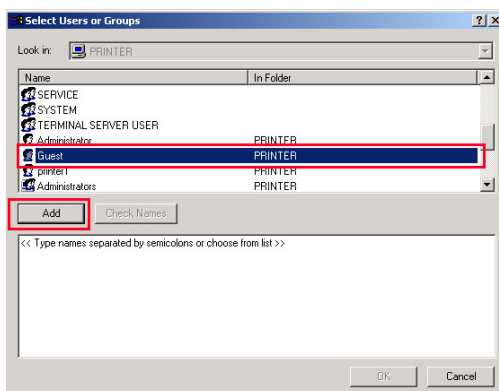 Select Users or Groups
Look in: PRINTER
Name In Folder
SERVICE
SYSTEM
TERMINAL SERVER USER
Administrator PRINTER
Guest PRINTER
printer1 PRINTER
Administrators PRINTER
Add Check Names
<< Type names separated by semicolons or choose from list >>
OK Cancel